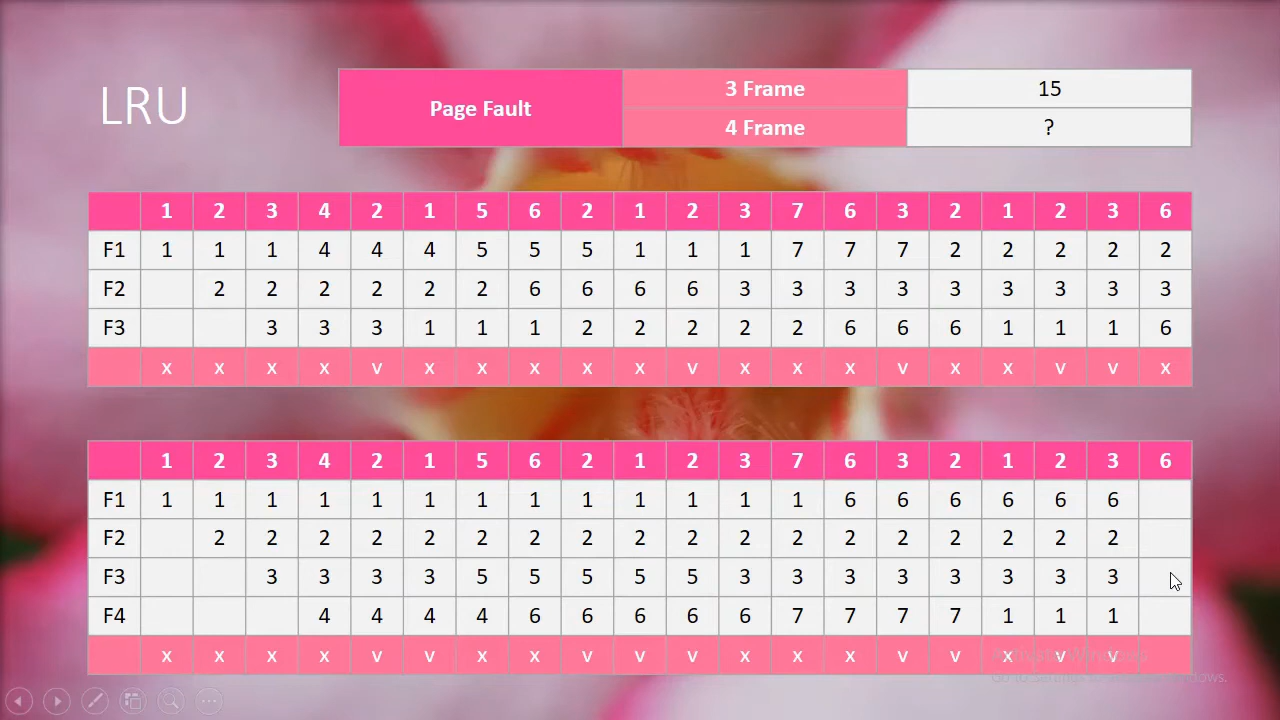 LRU
Page Fault
3 Frame 15
4 Frame ?
1 2 3 4 2 1 5 6 2 1 2 3 7 6 3 2 1 2 3 6
F1 1 1 1 4 4 4 5 5 5 1 1 1 7 7 7 2 2 2 2 2
F2 2 2 2 2 2 2 6 6 6 6 3 3 3 3 3 3 3 3 3
F3 3 3 3 1 1 1 2 2 2 2 2 6 6 6 1 1 1 6
x x x x v x x x x x v x x x v x x v v x
1 2 3 4 2 1 5 6 2 1 2 3 7 6 3 2 1 2 3 6
F1 1 1 1 1 1 1 1 1 1 1 1 1 1 6 6 6 6 6 6
F2 2 2 2 2 2 2 2 2 2 2 2 2 2 2 2 2 2 2
F3 3 3 3 3 5 5 5 5 5 3 3 3 3 3 3 3 3
F4 4 4 4 4 6 6 6 6 6 7 7 7 7 1 1 1
x x x x v v x x v v v x x x v v x v v
Activate Windows
Go to Settings to activate Windows.